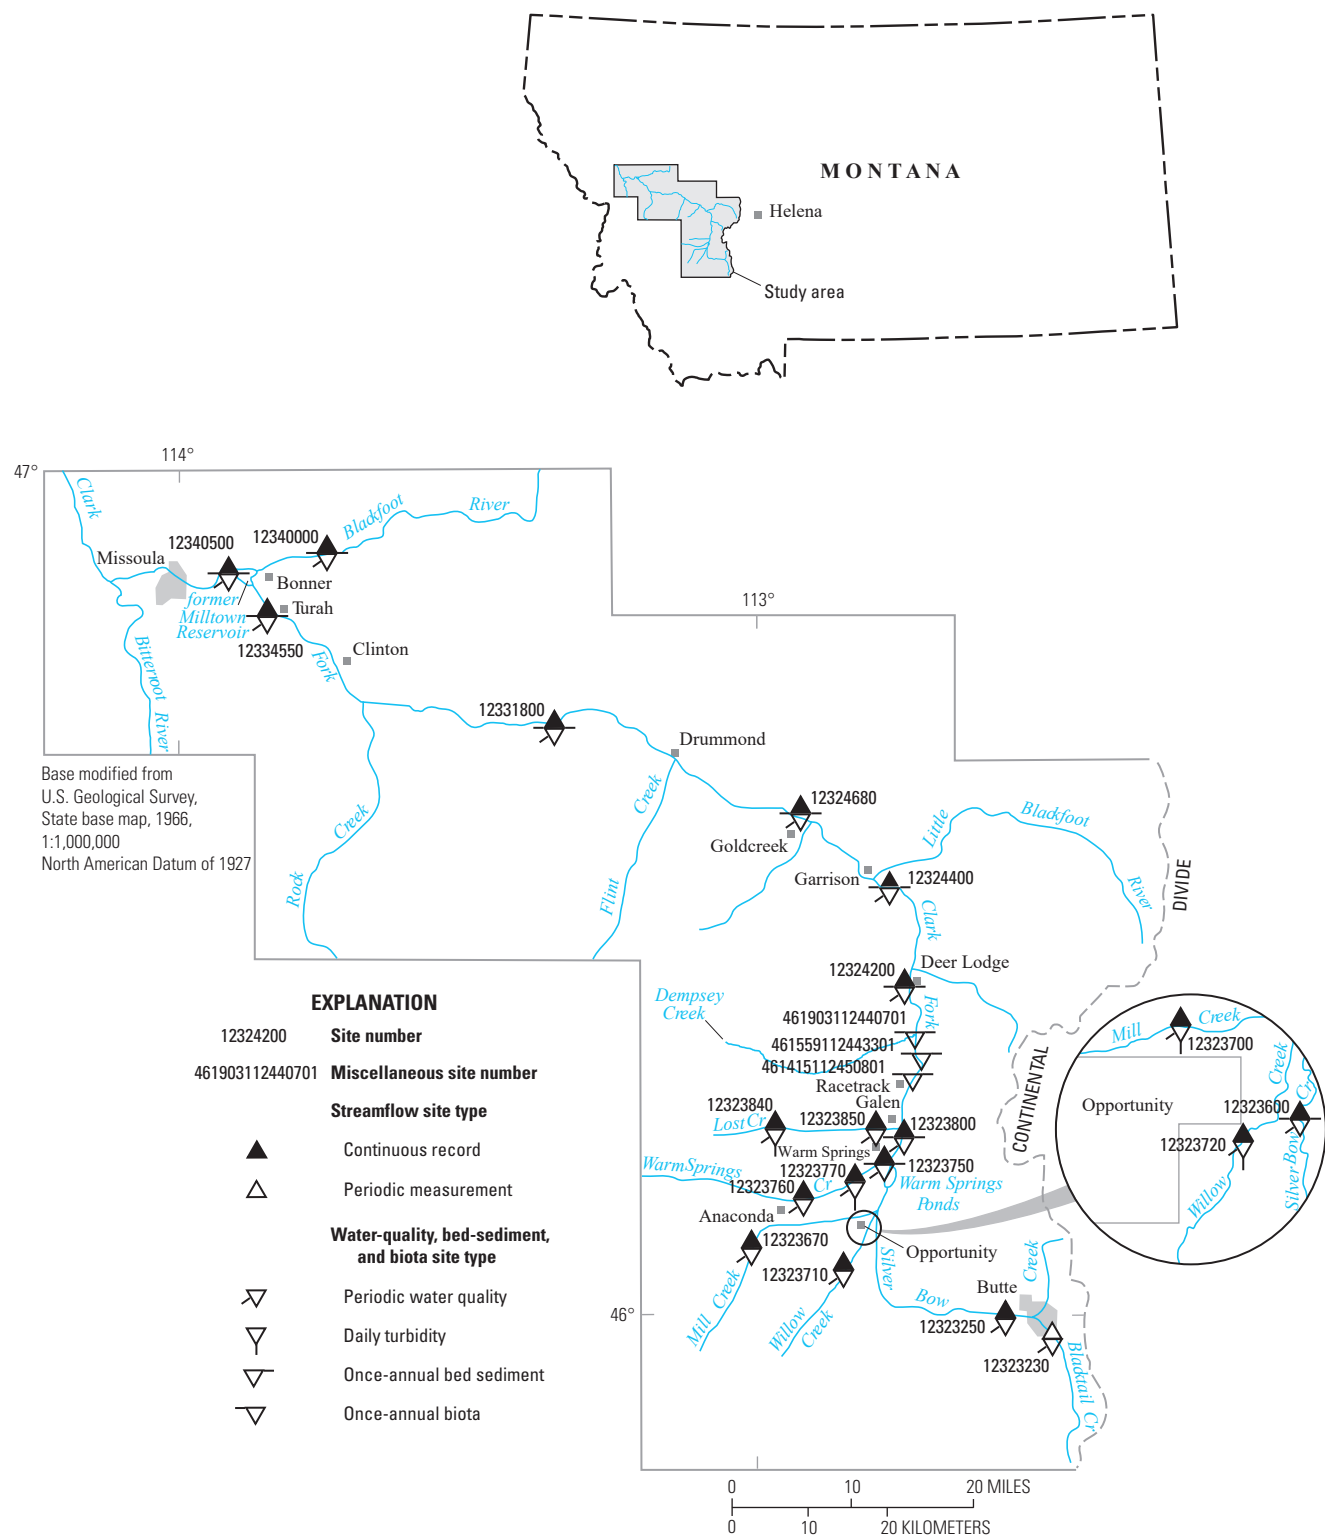 MONTANA
Helena
Study area
114°
47°
Clark
Blackfoot
River
12340500
12340000
Missoula
Bonner
former
Milltown
Reservoir
Turah
12334550
Bitterroot
River
Fork
Clinton
113°
12331800
Drummond
Base modified from
U.S. Geological Survey,
State base map, 1966,
1:1,000,000
North American Datum of 1927
Rock
Creek
Flint
Creek
12324680
Goldcreek
Little
Blackfoot
River
Garrison
12324400
Clark
DIVIDE
Deer Lodge
12324200
Fork
Dempsey
Creek
461903112440701
461559112443301
461415112450801
Racetrack
Galen
CONTINENTAL
12323840
12323850
12323800
Lost Cr
Warm Springs
Warm Springs
Cr
12323770
12323750
12323760
Warm Springs
Ponds
Anaconda
12323670
Opportunity
12323710
Silver
Bow
Mill Creek
Willow
Creek
Butte
Creek
12323250
12323230
Blacktail Cr
46°
Mill
Creek
12323700
Opportunity
Creek
Cr
12323600
12323720
Willow
Silver Bow
EXPLANATION
12324200 Site number
461903112440701 Miscellaneous site number
Streamflow site type
Continuous record
Periodic measurement
Water-quality, bed-sediment,
and biota site type
Periodic water quality
Daily turbidity
Once-annual bed sediment
Once-annual biota
0 10 20 MILES
0 10 20 KILOMETERS